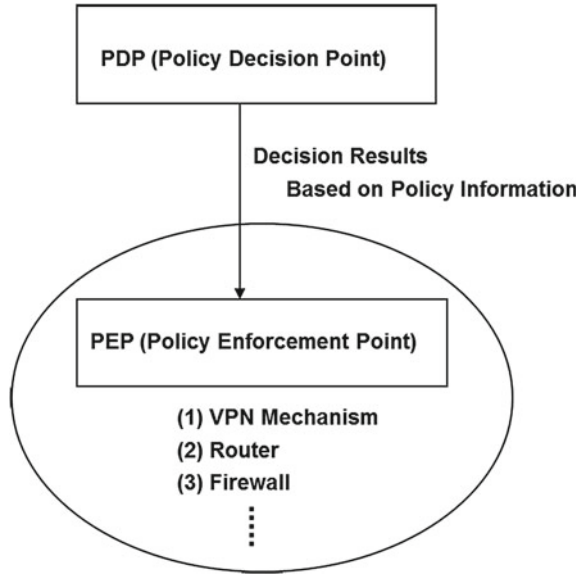 PDP (Policy Decision Point)
Decision Results
Based on Policy Information
PEP (Policy Enforcement Point)
(1) VPN Mechanism
(2) Router
(3) Firewall